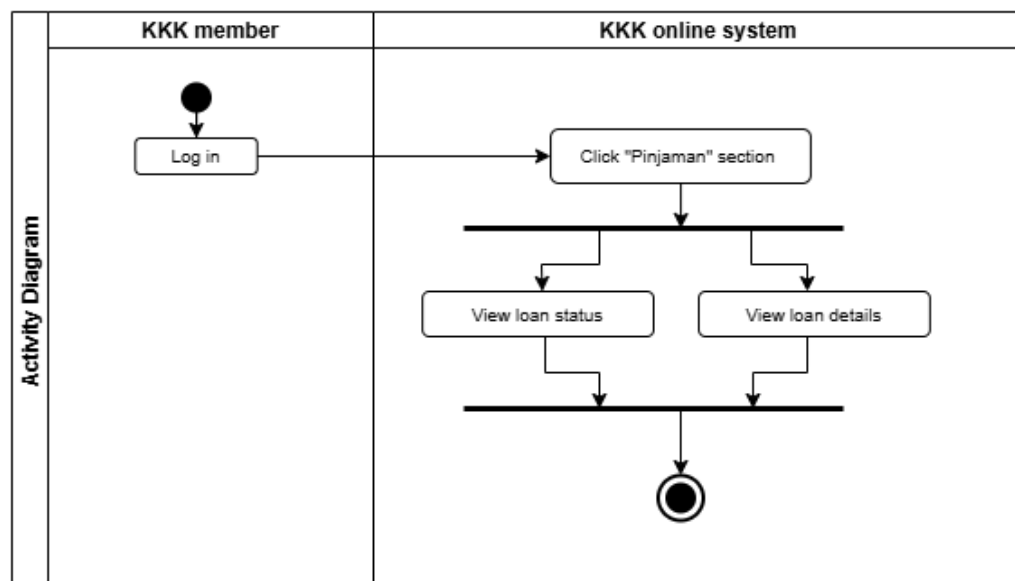 KKK member
KKK online system
Activity Diagram
Log in
Click "Pinjaman" section
View loan status
View loan details